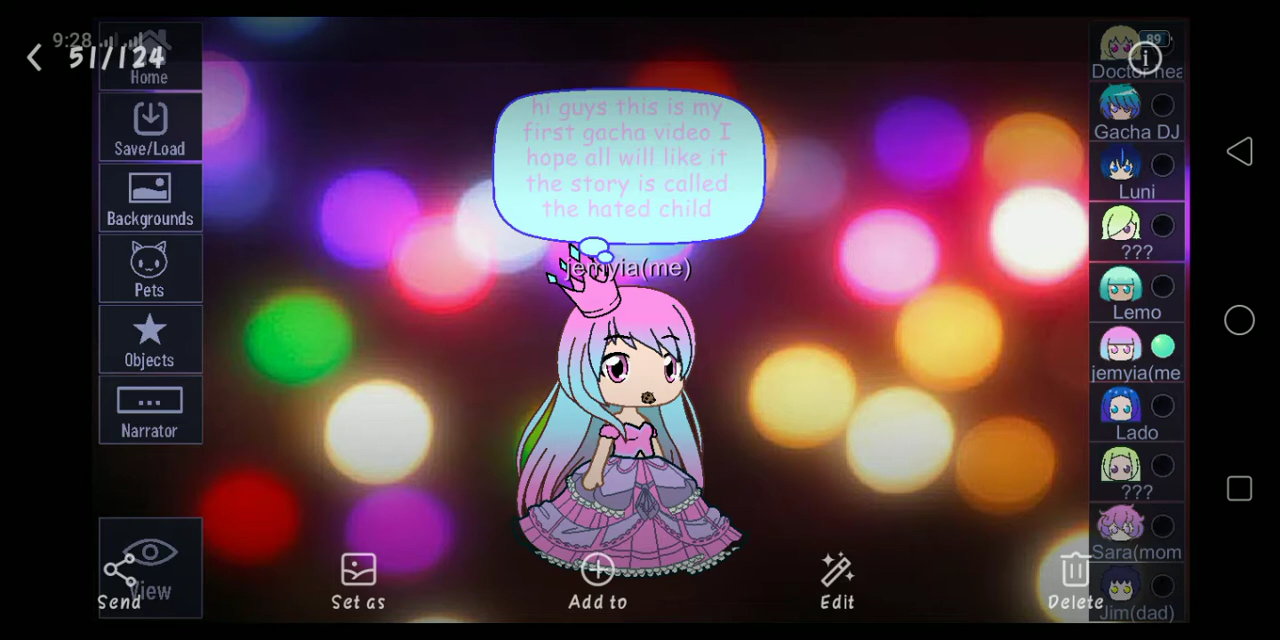 9:28
51/124
89
Home
Save/Load
Backgrounds
Pets
Objects
Narrator
View
hi guys this is my
first gacha video I
hope all will like it
the story is called
the hated child
jemyia(me)
Doctor hea
Gacha DJ
Luni
???
Lemo
jemyia(me
Lado
???
Sara(mom
Jim(dad)
Send
Set as
Add to
Edit
Delete